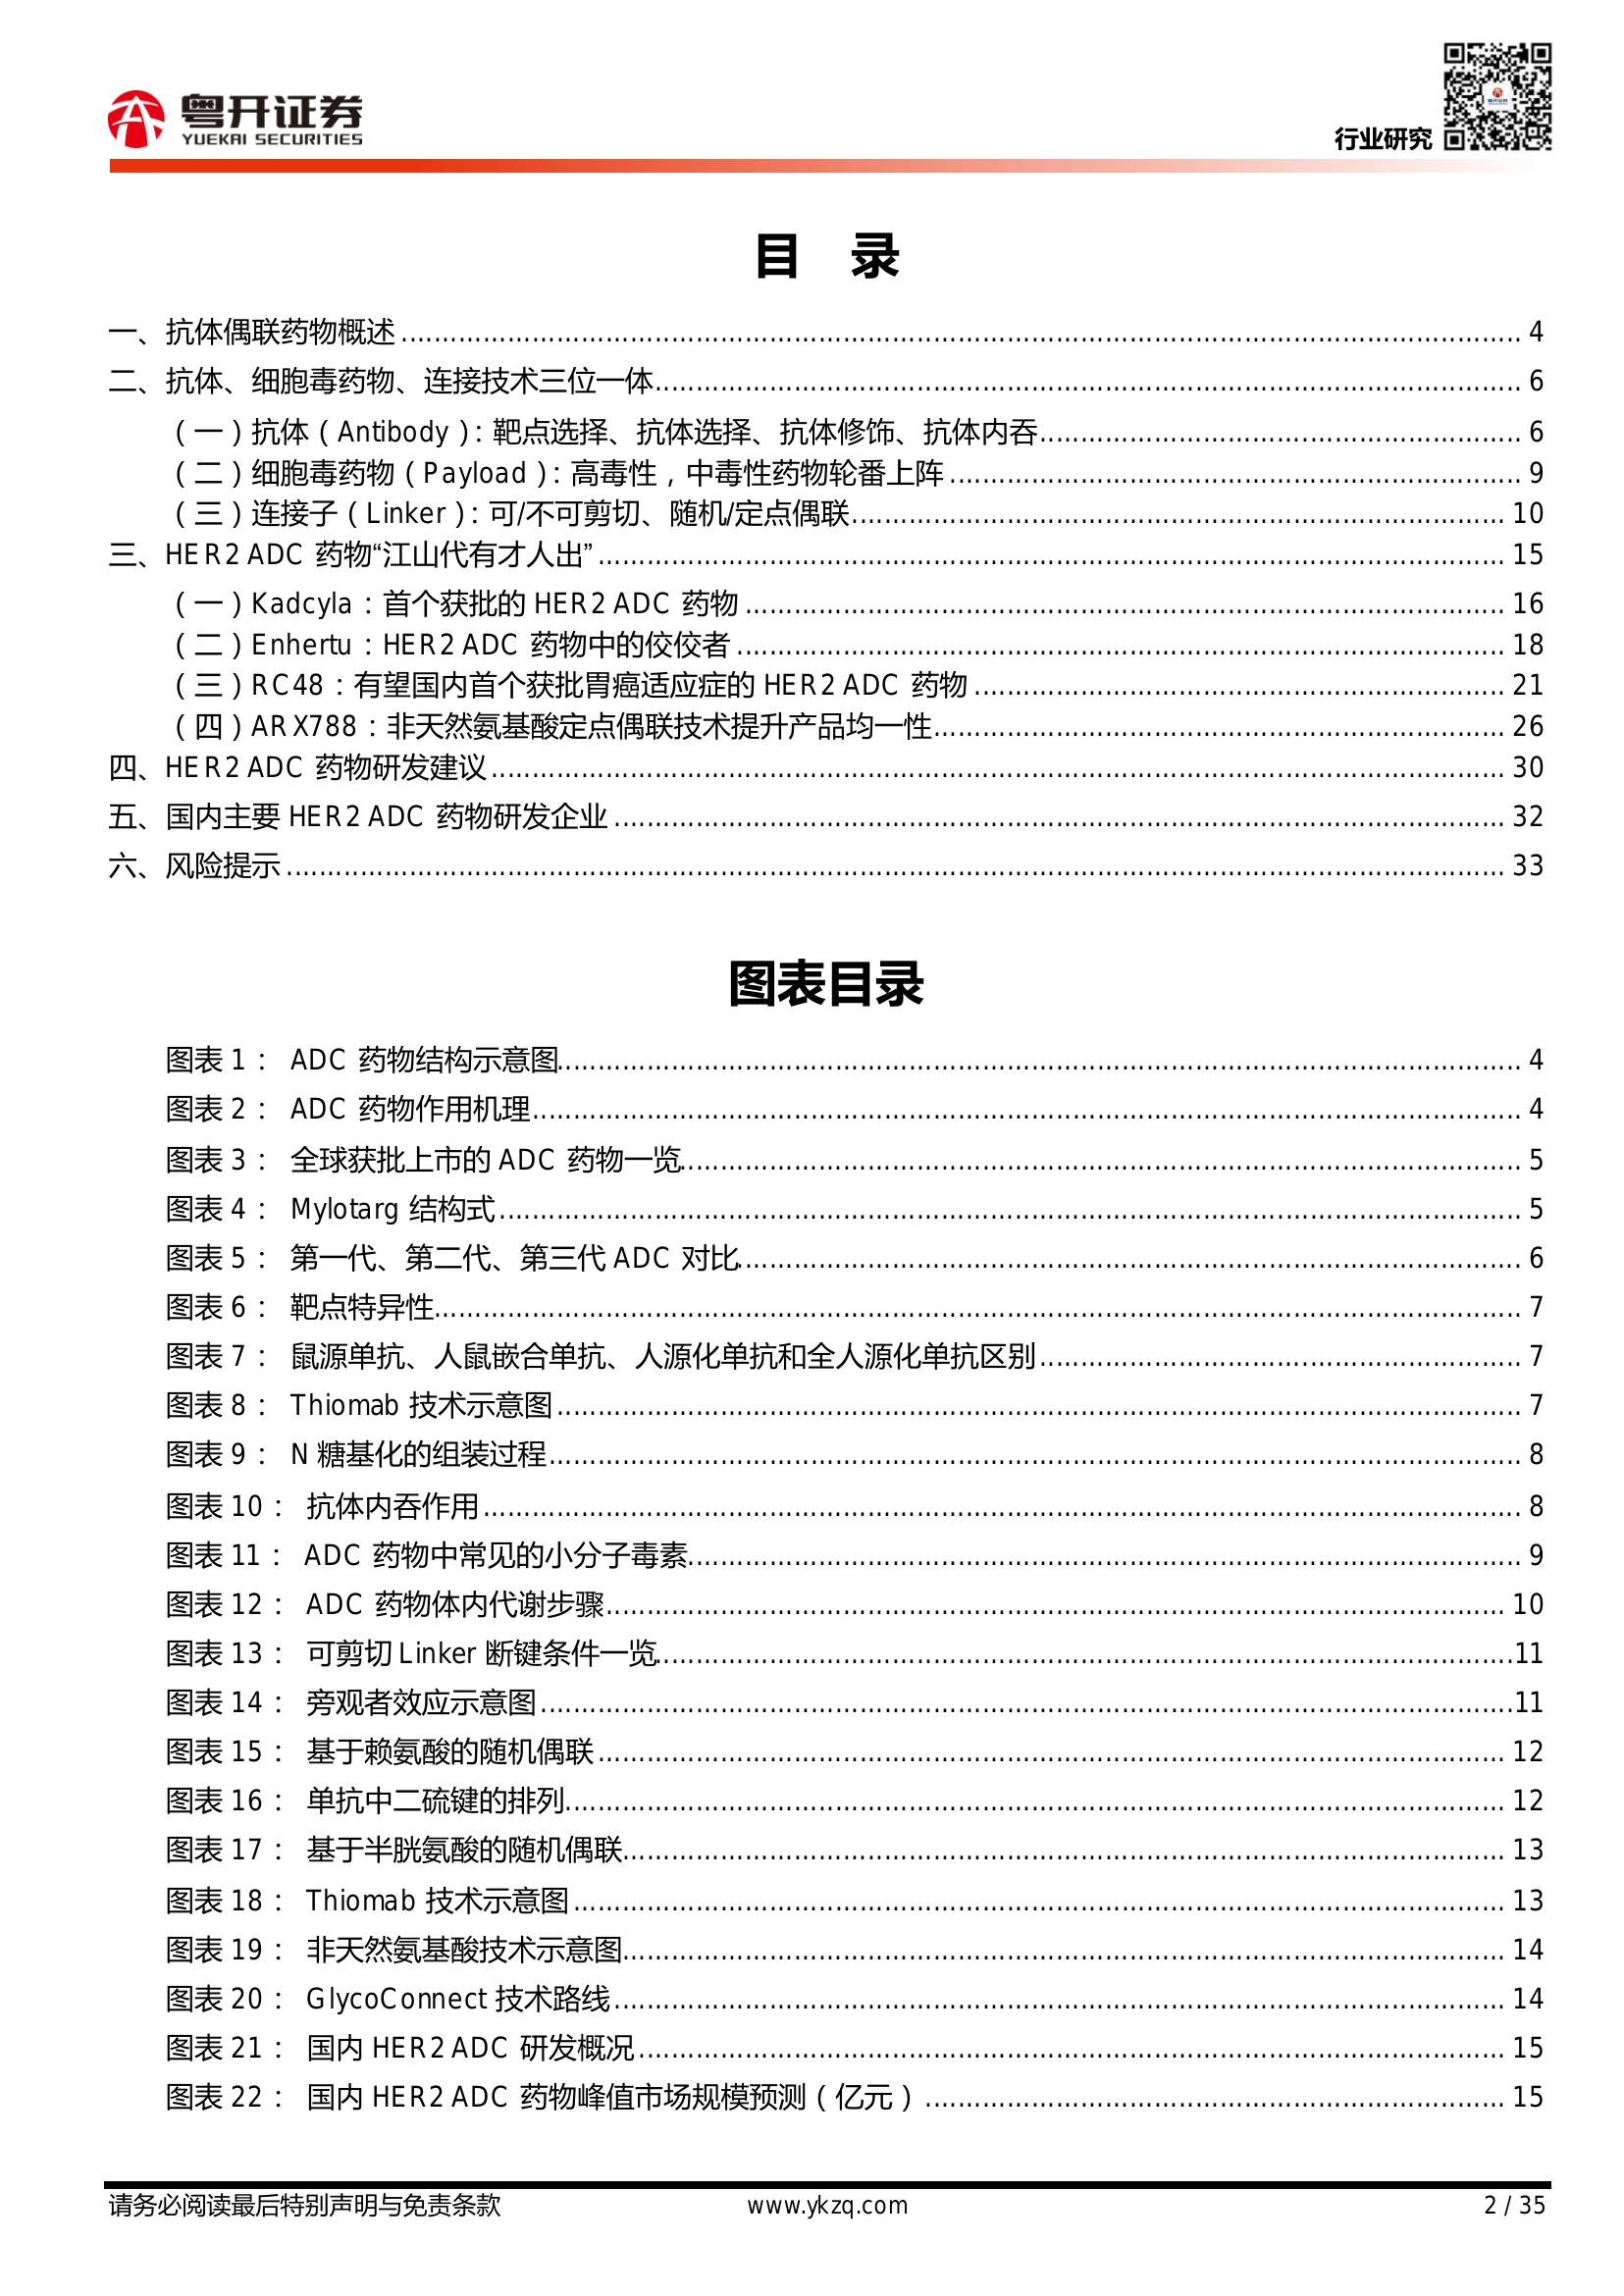 粤开证券
YUEKAI SECURITIES
行业研究
目 录
一、抗体偶联药物概述 4
二、抗体、细胞毒药物、连接技术三位一体 6
（一）抗体（Antibody）：靶点选择、抗体选择、抗体修饰、抗体内吞 6
（二）细胞毒药物（Payload）：高毒性，中毒性药物轮番上阵 9
（三）连接子（Linker）：可/不可剪切、随机/定点偶联 10
三、HER2 ADC 药物“江山代有才人出” 15
（一）Kadcyla：首个获批的 HER2 ADC 药物 16
（二）Enhertu：HER2 ADC 药物中的佼佼者 18
（三）RC48：有望国内首个获批胃癌适应症的 HER2 ADC 药物 21
（四）ARX788：非天然氨基酸定点偶联技术提升产品均一性 26
四、HER2 ADC 药物研发建议 30
五、国内主要 HER2 ADC 药物研发企业 32
六、风险提示 33
图表目录
图表 1： ADC 药物结构示意图 4
图表 2： ADC 药物作用机理 4
图表 3： 全球获批上市的 ADC 药物一览 5
图表 4： Mylotarg 结构式 5
图表 5： 第一代、第二代、第三代 ADC 对比 6
图表 6： 靶点特异性 7
图表 7： 鼠源单抗、人鼠嵌合单抗、人源化单抗和全人源化单抗区别 7
图表 8： Thiomab 技术示意图 7
图表 9： N 糖基化的组装过程 8
图表 10： 抗体内吞作用 8
图表 11： ADC 药物中常见的小分子毒素 9
图表 12： ADC 药物体内代谢步骤 10
图表 13： 可剪切 Linker 断键条件一览 11
图表 14： 旁观者效应示意图 11
图表 15： 基于赖氨酸的随机偶联 12
图表 16： 单抗中二硫键的排列 12
图表 17： 基于半胱氨酸的随机偶联 13
图表 18： Thiomab 技术示意图 13
图表 19： 非天然氨基酸技术示意图 14
图表 20： GlycoConnect 技术路线 14
图表 21： 国内 HER2 ADC 研发概况 15
图表 22： 国内 HER2 ADC 药物峰值市场规模预测（亿元） 15
请务必阅读最后特别声明与免责条款 www.ykzq.com 2 / 35